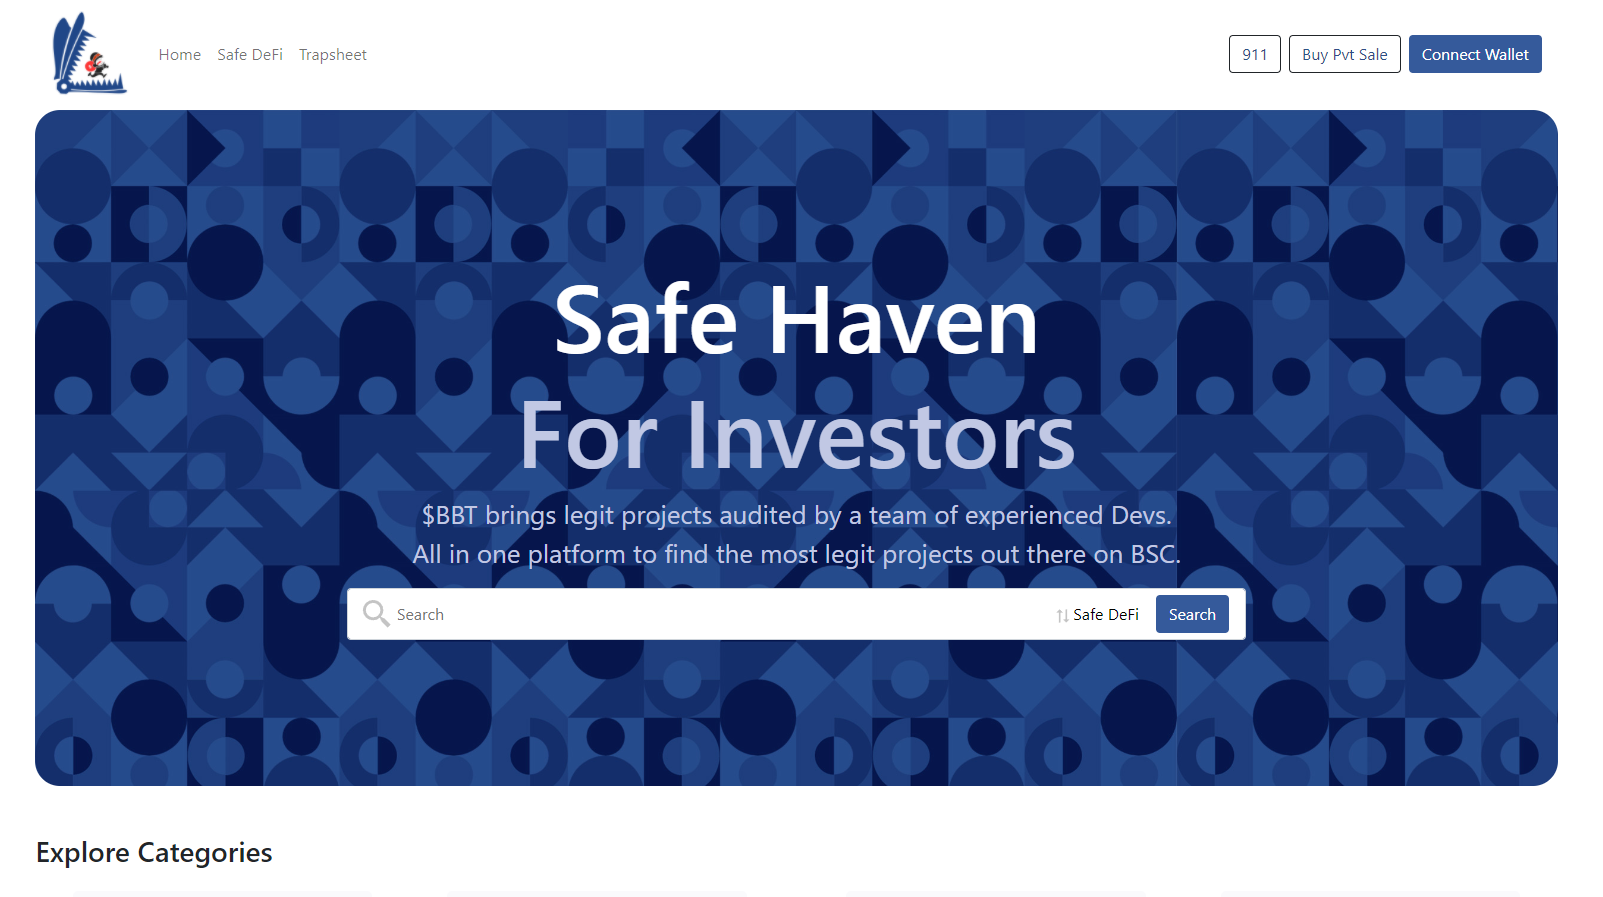 Home Safe DeFi Trapsheet 911 Buy Pvt Sale Connect Wallet
Safe Haven
For Investors
$BBT brings legit projects audited by a team of experienced Devs.
All in one platform to find the most legit projects out there on BSC.
Search Safe DeFi Search
Explore Categories